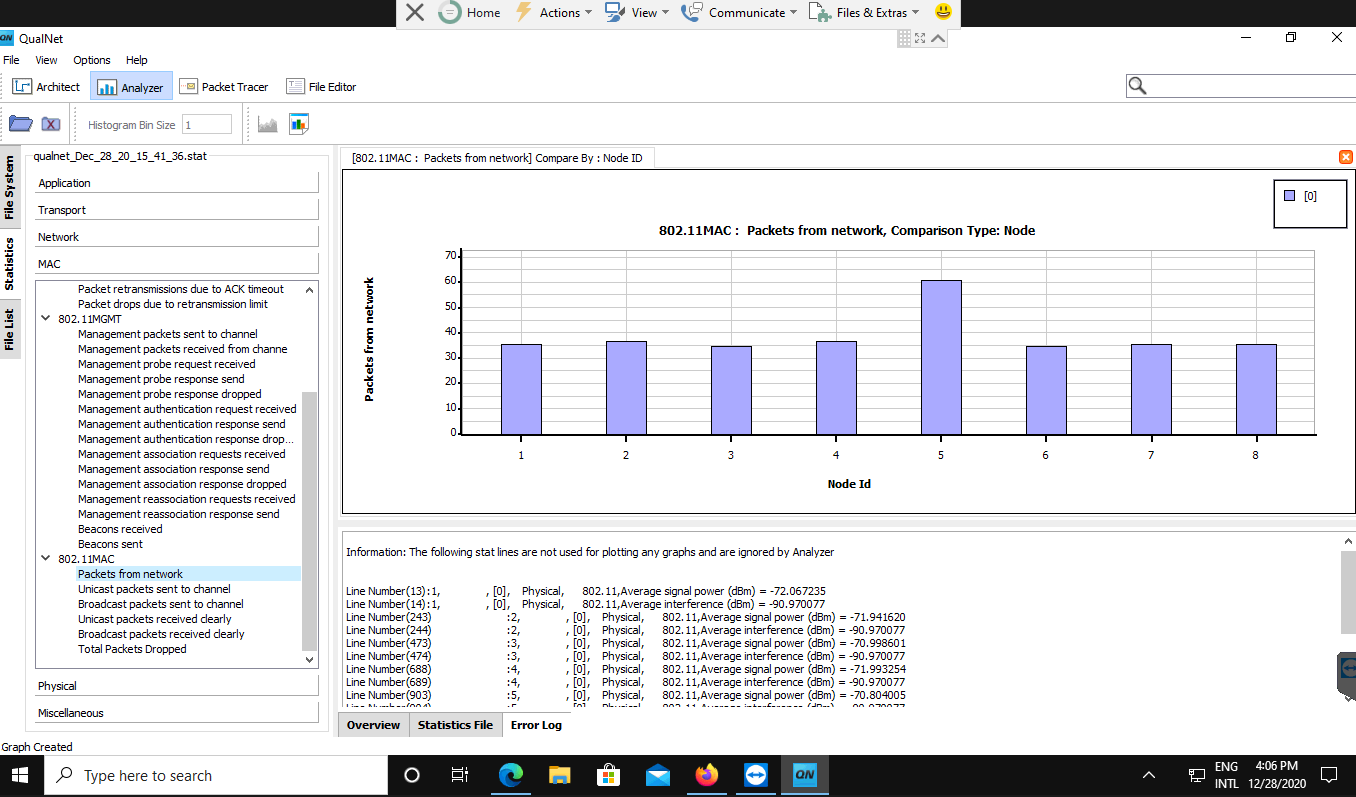 Home Actions View Communicate Files & Extras
QN QualNet
File View Options Help
Architect Analyzer Packet Tracer File Editor
Histogram Bin Size 1
File System
Statistics
File List
qualnet_Dec_28_20_15_41_36.stat
Application
Transport
Network
MAC
Packet retransmissions due to ACK timeout
Packet drops due to retransmission limit
802.11MGMT
Management packets sent to channel
Management packets received from channe
Management probe request received
Management probe response send
Management probe response dropped
Management authentication request received
Management authentication response send
Management authentication response drop...
Management association requests received
Management association response send
Management association response dropped
Management reassociation requests received
Management reassociation response send
Beacons received
Beacons sent
802.11MAC
Packets from network
Unicast packets sent to channel
Broadcast packets sent to channel
Unicast packets received clearly
Broadcast packets received clearly
Total Packets Dropped
Physical
Miscellaneous
[802.11MAC : Packets from network] Compare By : Node ID
[0]
802.11MAC : Packets from network, Comparison Type: Node
Packets from network
70
60
50
40
30
20
10
0
1 2 3 4 5 6 7 8
Node Id
Information: The following stat lines are not used for plotting any graphs and are ignored by Analyzer
Line Number(13):1, , [0], Physical, 802.11,Average signal power (dBm) = -72.067235
Line Number(14):1, , [0], Physical, 802.11,Average interference (dBm) = -90.970077
Line Number(243) :2, , [0], Physical, 802.11,Average signal power (dBm) = -71.941620
Line Number(244) :2, , [0], Physical, 802.11,Average interference (dBm) = -90.970077
Line Number(473) :3, , [0], Physical, 802.11,Average signal power (dBm) = -70.998601
Line Number(474) :3, , [0], Physical, 802.11,Average interference (dBm) = -90.970077
Line Number(688) :4, , [0], Physical, 802.11,Average signal power (dBm) = -71.993254
Line Number(689) :4, , [0], Physical, 802.11,Average interference (dBm) = -90.970077
Line Number(903) :5, , [0], Physical, 802.11,Average signal power (dBm) = -70.804005
Overview Statistics File Error Log
Graph Created
Type here to search
QN
ENG 4:06 PM
INTL 12/28/2020